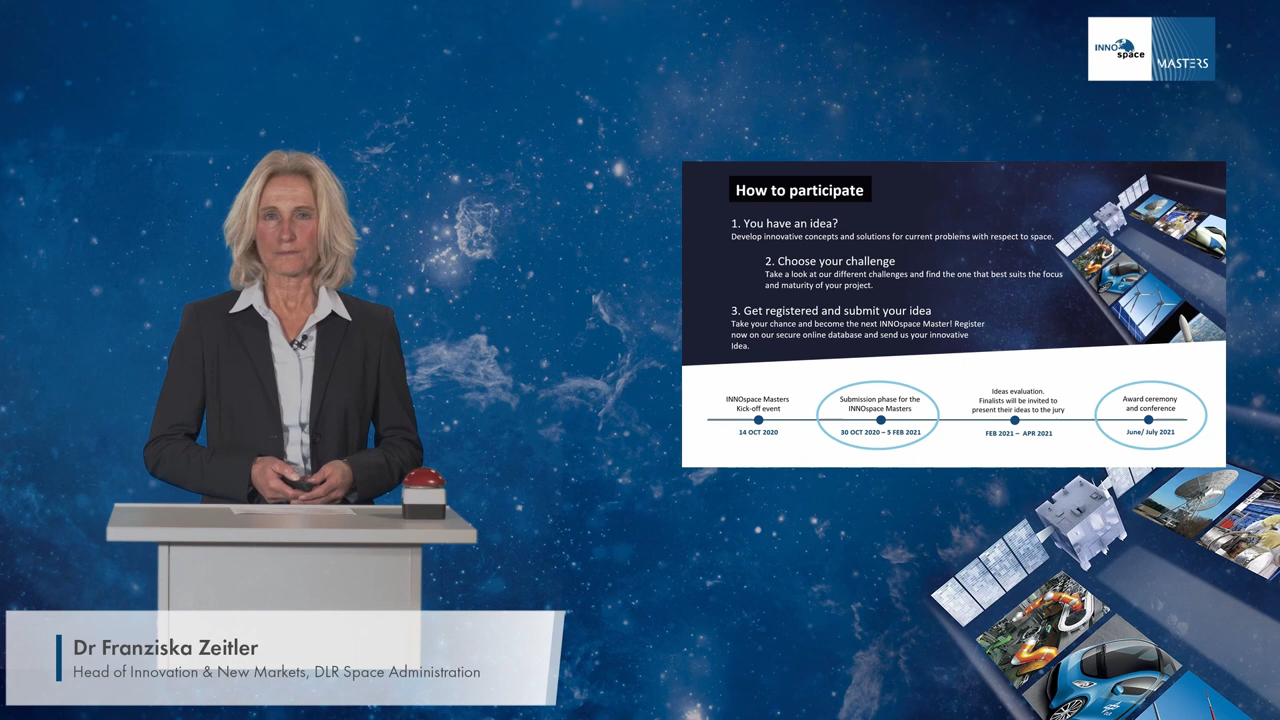 INNO
space
MASTERS
How to participate
1. You have an idea?
Develop innovative concepts and solutions for current problems with respect to space.
2. Choose your challenge
Take a look at our different challenges and find the one that best suits the focus
and maturity of your project.
3. Get registered and submit your idea
Take your chance and become the next INNOspace Master! Register
now on our secure online database and send us your innovative
Idea.
INNOspace Masters
Kick-off event
14 OCT 2020
Submission phase for the
INNOspace Masters
30 OCT 2020 – 5 FEB 2021
Ideas evaluation.
Finalists will be invited to
present their ideas to the jury
FEB 2021 – APR 2021
Award ceremony
and conference
June/ July 2021
Dr Franziska Zeitler
Head of Innovation & New Markets, DLR Space Administration